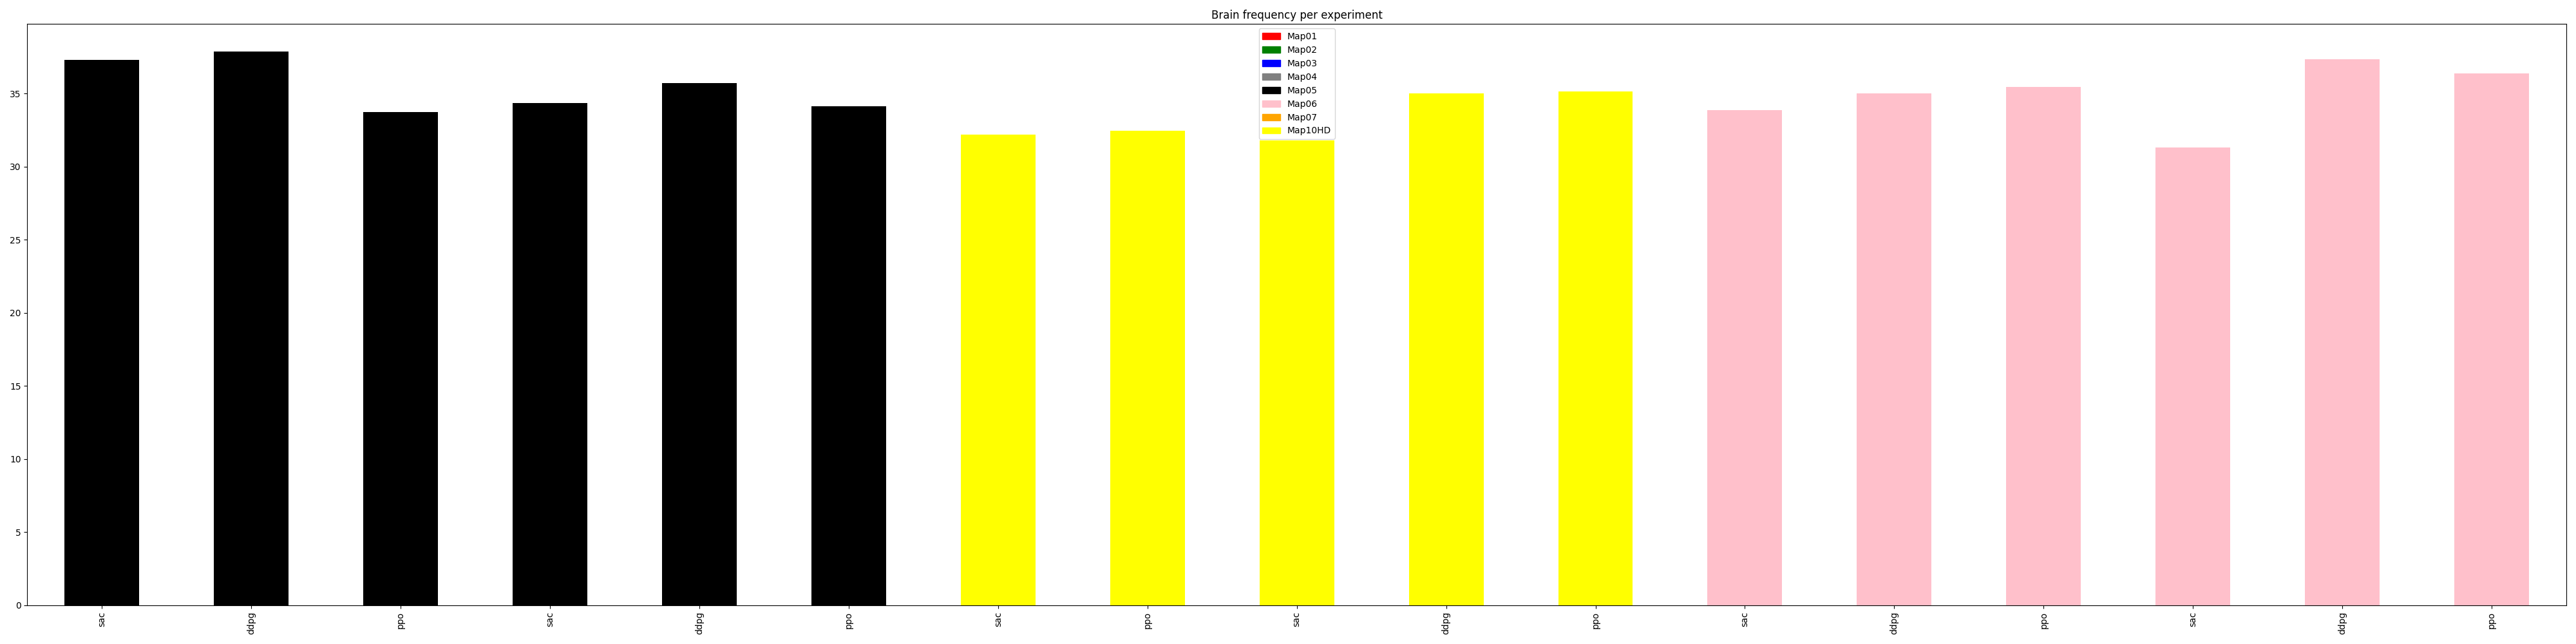 Brain frequency per experiment
Map01
Map02
Map03
Map04
Map05
Map06
Map07
Map10HD
35
30
25
20
15
10
5
0
sac ddpg ppo sac ddpg ppo sac ppo sac ddpg ppo sac ddpg ppo sac ddpg ppo